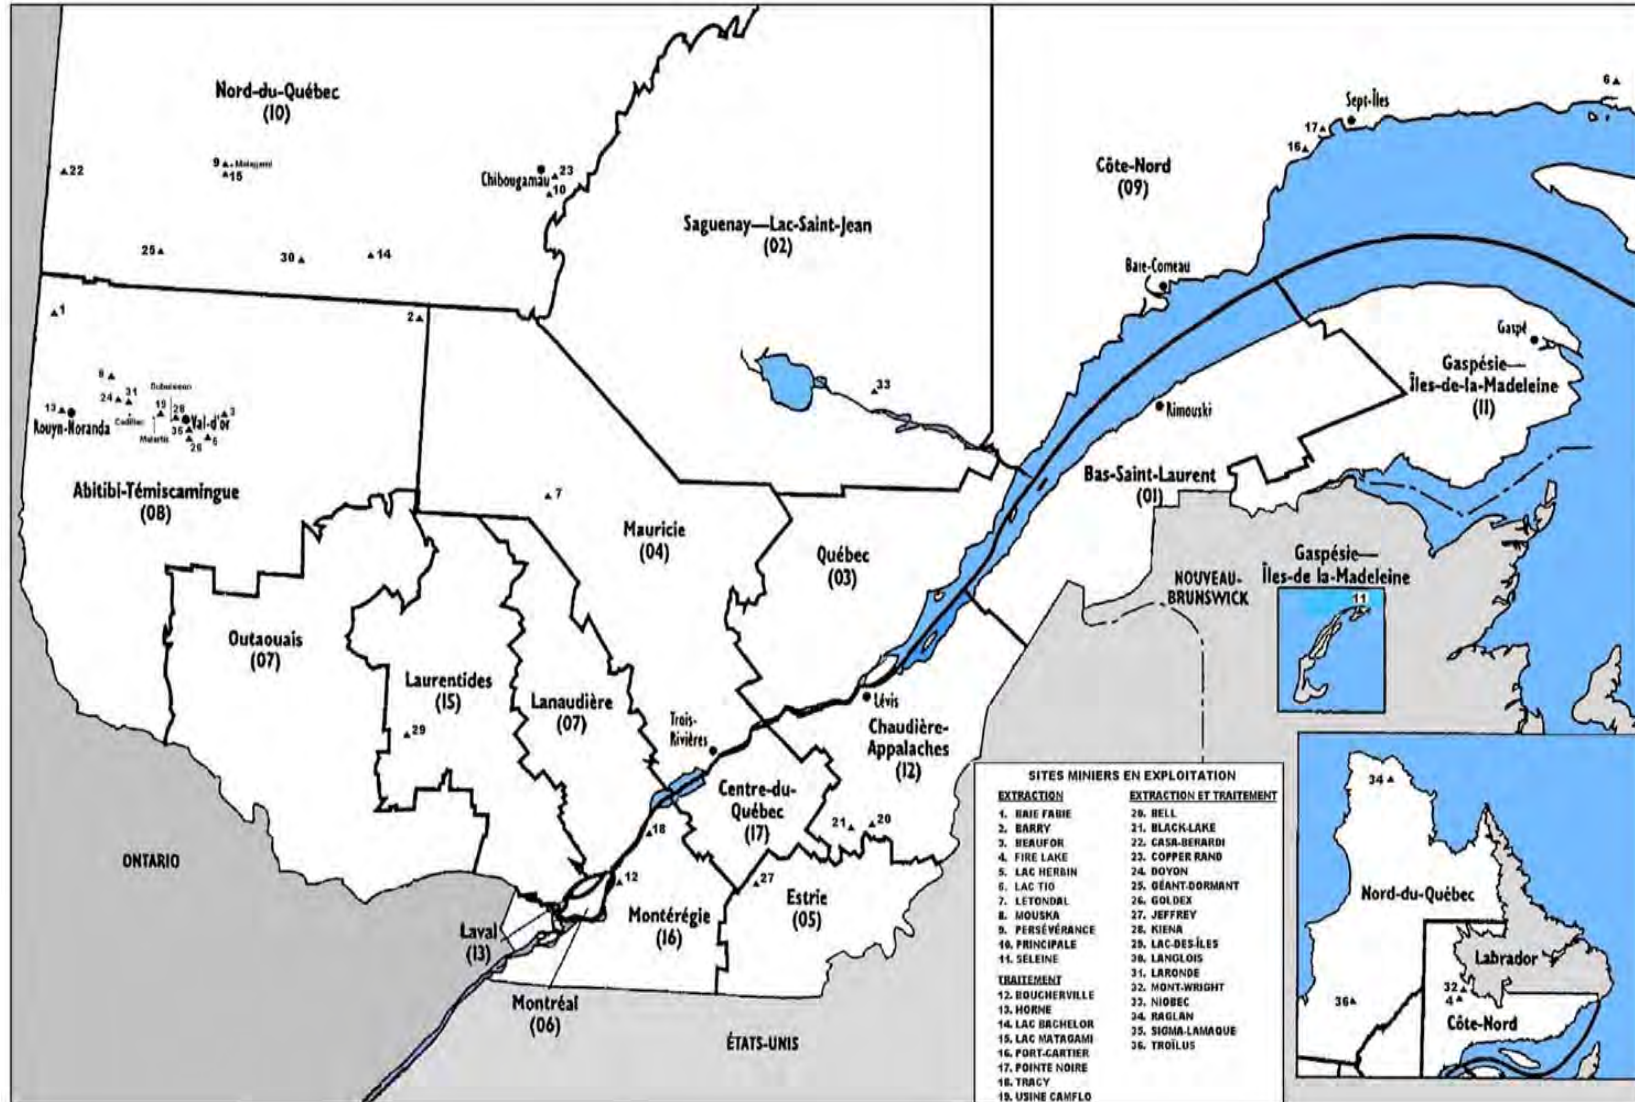 Nord-du-Québec
(10)
22
9
Matagami
15
Chibougamau
23
10
25
30
14
Saguenay—Lac-Saint-Jean
(02)
33
Côte-Nord
(09)
Sept-Îles
17
16
6
Baie-Comeau
Gaspé
Gaspésie—
Îles-de-la-Madeleine
(11)
Rimouski
Bas-Saint-Laurent
(01)
1
2
8
24
31
13
Rouyn-Noranda
Cadillac
Dubuisson
19
28
Malartic
Val-d'or
3
35
26
5
Abitibi-Témiscamingue
(08)
7
Mauricie
(04)
Québec
(03)
Outaouais
(07)
Laurentides
(15)
29
Lanaudière
(07)
Trois-
Rivières
Lévis
Chaudière-
Appalaches
(12)
21
20
Centre-du-
Québec
(17)
18
12
27
Estrie
(05)
Montérégie
(16)
Laval
(13)
Montréal
(06)
ONTARIO
ÉTATS-UNIS
NOUVEAU-
BRUNSWICK
Gaspésie—
Îles-de la-Madeleine
11
SITES MINIERS EN EXPLOITATION
EXTRACTION
1. BAIE FABIE
2. BARRY
3. BEAUFOR
4. FIRE LAKE
5. LAC HERBIN
6. LAC TIO
7. LETONDAL
8. MOUSKA
9. PERSÉVÉRANCE
10. PRINCIPALE
11. SELEINE
TRAITEMENT
12. BOUCHERVILLE
13. HORNE
14. LAC BACHELOR
15. LAC MATAGAMI
16. PORT-CARTIER
17. POINTE NOIRE
18. TRACY
19. USINE CAMFLO
EXTRACTION ET TRAITEMENT
20. BELL
21. BLACK-LAKE
22. CASA-BERARDI
23. COPPER RAND
24. DOYON
25. GÉANT-DORMANT
26. GOLDEX
27. JEFFREY
28. KIENA
29. LAC-DES-ÎLES
30. LANGLOIS
31. LARONDE
32. MONT-WRIGHT
33. NIOBEC
34. RAGLAN
35. SIGMA-LAMAQUE
36. TROÏLUS
34
Nord-du-Québec
Labrador
32
4
36
Côte-Nord